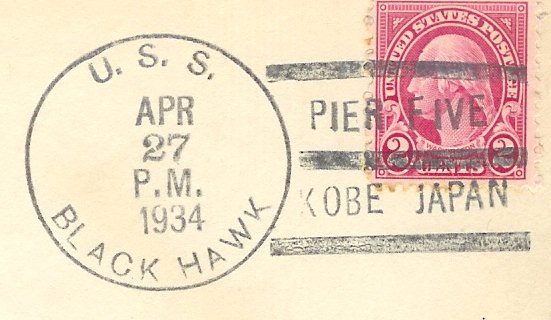 U. S. S.
APR
27
P.M.
1934
BLACK HAWK
UNITED STATES POSTAGE
PIER FIVE
2 CENTS 2
KOBE JAPAN